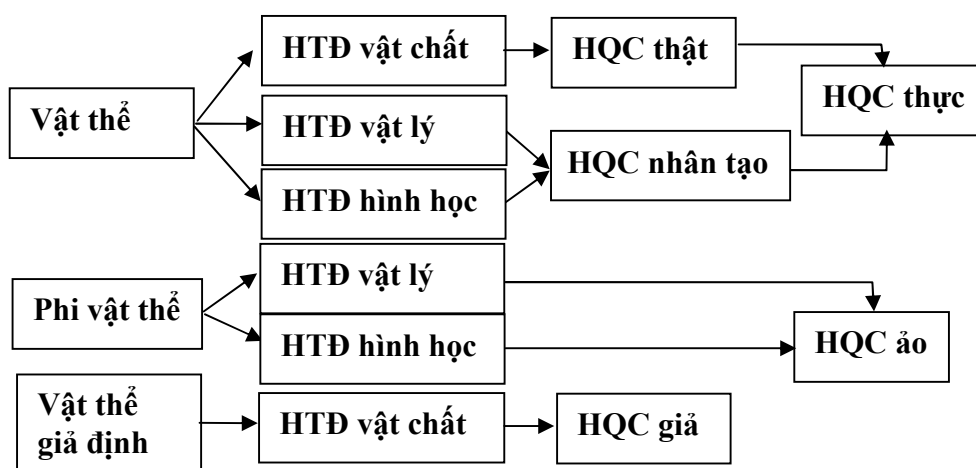 HTĐ vật chất
HQC thật
HQC thực
Vật thể
HTĐ vật lý
HQC nhân tạo
HTĐ hình học
HTĐ vật lý
Phi vật thể
HTĐ hình học
HQC ảo
Vật thể
giả định
HTĐ vật chất
HQC giả